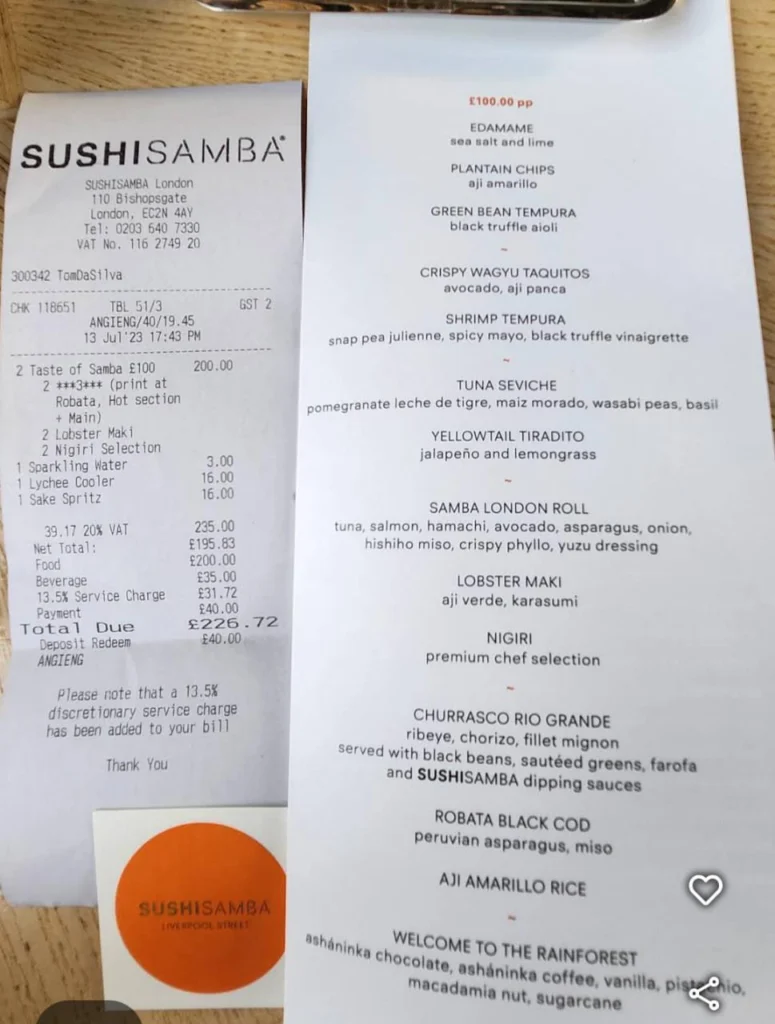 SUSHISAMBA
SUSHISAMBA London
110 Bishopsgate
London, EC2N 4AY
Tel: 0203 640 7330
VAT No. 116 2749 20
300342 TomDaSilva
CHK 118651 TBL 51/3 GST 2
ANGIENG/40/19.45
13 Jul'23 17:43 PM
2 Taste of Samba £100 200.00
2 ***3*** (print at
Robata, Hot section
+ Main)
2 Lobster Maki
2 Nigiri Selection
1 Sparkling Water 3.00
1 Lychee Cooler 16.00
1 Sake Spritz 16.00
39.17 20% VAT 235.00
Net Total: £195.83
Food £200.00
Beverage £35.00
13.5% Service Charge £31.72
Payment £40.00
Total Due £226.72
Deposit Redeem £40.00
ANGIENG
Please note that a 13.5%
discretionary service charge
has been added to your bill
Thank You
SUSHISAMBA
LIVERPOOL STREET
£100.00 pp
EDAMAME
sea salt and lime
PLANTAIN CHIPS
aji amarillo
GREEN BEAN TEMPURA
black truffle aioli
~
CRISPY WAGYU TAQUITOS
avocado, aji panca
SHRIMP TEMPURA
snap pea julienne, spicy mayo, black truffle vinaigrette
~
TUNA SEVICHE
pomegranate leche de tigre, maiz morado, wasabi peas, basil
YELLOWTAIL TIRADITO
jalapeño and lemongrass
~
SAMBA LONDON ROLL
tuna, salmon, hamachi, avocado, asparagus, onion,
hishiho miso, crispy phyllo, yuzu dressing
LOBSTER MAKI
aji verde, karasumi
NIGIRI
premium chef selection
~
CHURRASCO RIO GRANDE
ribeye, chorizo, fillet mignon
served with black beans, sautéed greens, farofa
and SUSHISAMBA dipping sauces
ROBATA BLACK COD
peruvian asparagus, miso
AJI AMARILLO RICE
~
WELCOME TO THE RAINFOREST
asháninka chocolate, asháninka coffee, vanilla, pistachio,
macadamia nut, sugarcane